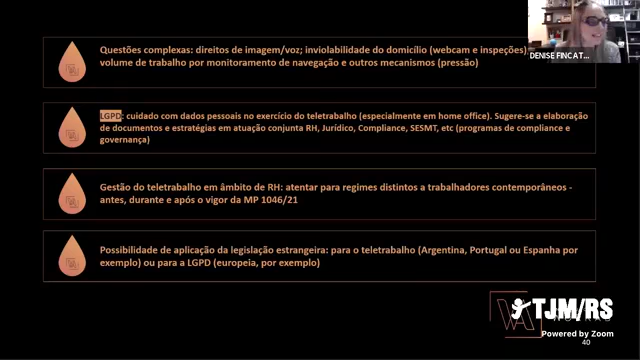 Questões complexas: direitos de imagem/voz; inviolabilidade do domicílio (webcam e inspeções)
volume de trabalho por monitoramento de navegação e outros mecanismos (pressão)
DENISE FINCAT...
LGPD: cuidado com dados pessoais no exercício do teletrabalho (especialmente em home office). Sugere-se a elaboração
de documentos e estratégias em atuação conjunta RH, Jurídico, Compliance, SESMT, etc (programas de compliance e
governança)
Gestão do teletrabalho em âmbito de RH: atentar para regimes distintos a trabalhadores contemporâneos -
antes, durante e após o vigor da MP 1046/21
Possibilidade de aplicação da legislação estrangeira: para o teletrabalho (Argentina, Portugal ou Espanha por
exemplo) ou para a LGPD (europeia, por exemplo)
TJM/RS
Powered by Zoom
40